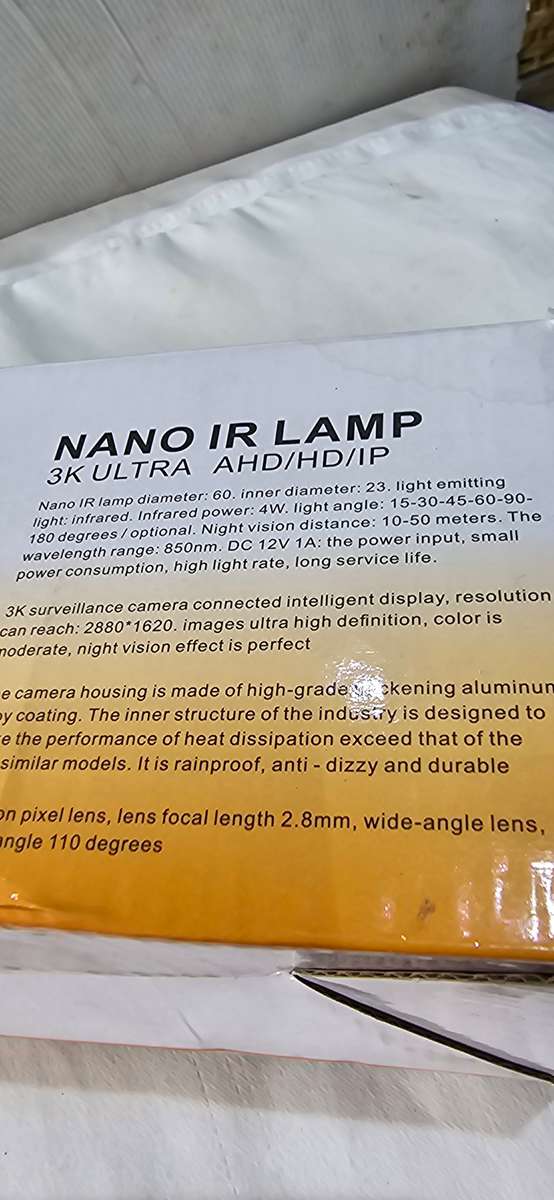 NANO IR LAMP
3K ULTRA AHD/HD/IP
Nano IR lamp diameter: 60. inner diameter: 23. light emitting
light: infrared. Infrared power: 4W. light angle: 15-30-45-60-90-
180 degrees / optional. Night vision distance: 10-50 meters. The
wavelength range: 850nm. DC 12V 1A: the power input, small
power consumption, high light rate, long service life.
3K surveillance camera connected intelligent display, resolution
can reach: 2880*1620. images ultra high definition, color is
moderate, night vision effect is perfect
camera housing is made of high-grade
coating. The inner structure of the industry is designed to
the performance of heat dissipation exceed that of the
similar models. It is rainproof, anti - dizzy and durable
pixel lens, lens focal length 2.8mm, wide-angle lens,
angle 110 degrees